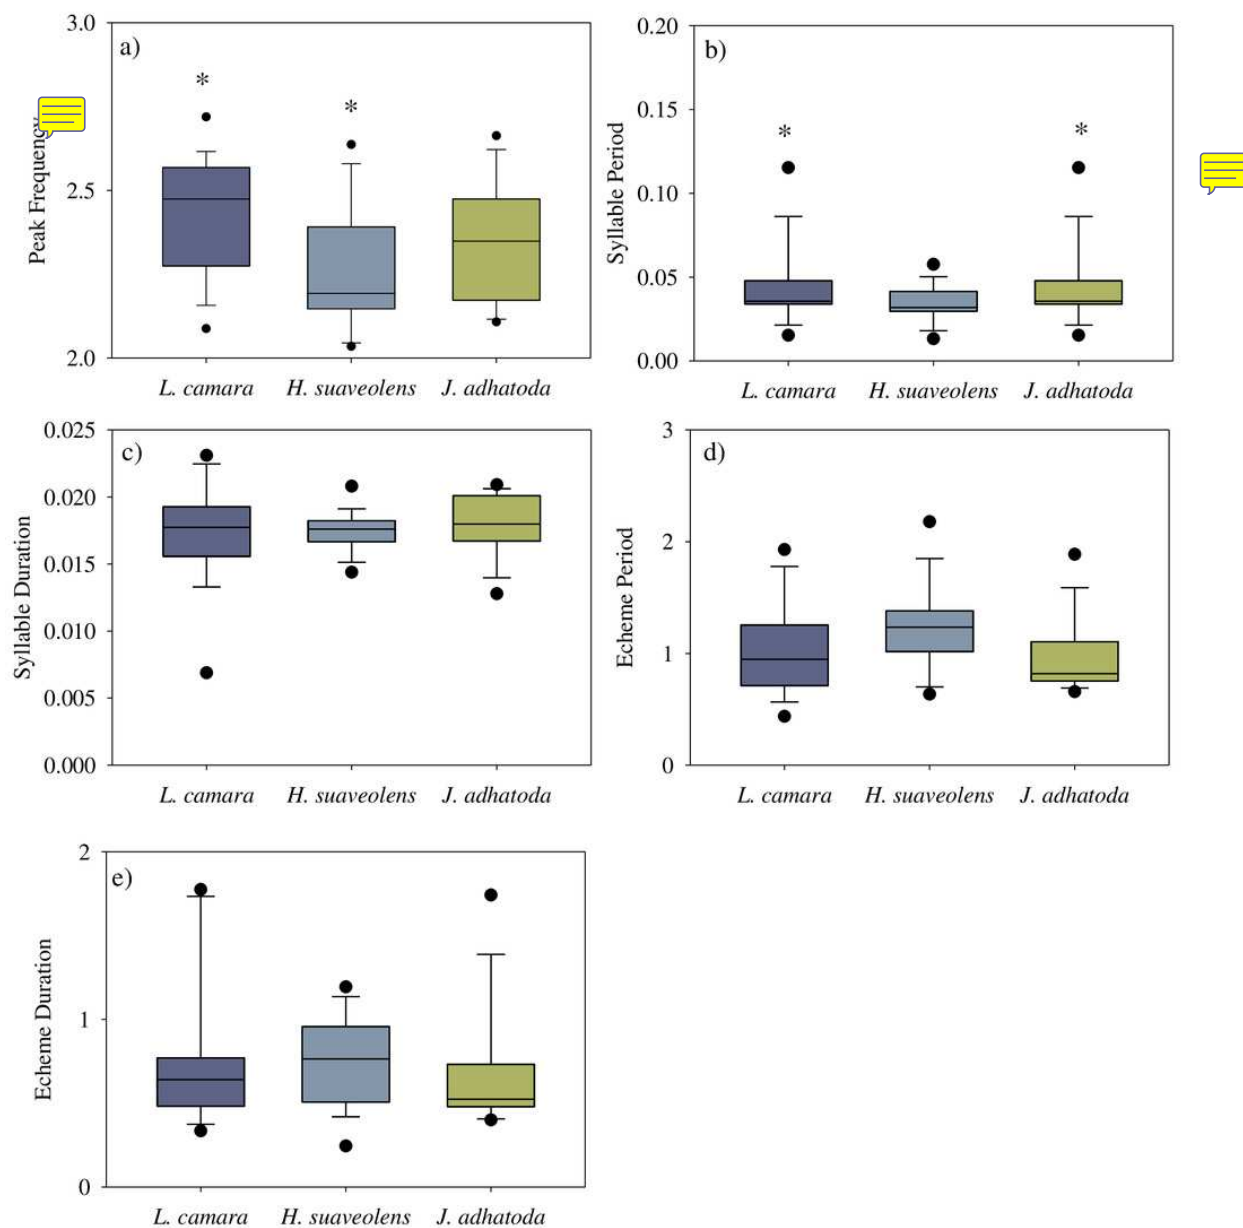 a)
*
*
3.0
2.5
2.0
Peak Frequency
L. camara
H. suaveolens
J. adhatoda
b)
*
*
0.20
0.15
0.10
0.05
0.00
Syllable Period
L. camara
H. suaveolens
J. adhatoda
c)
0.025
0.020
0.015
0.010
0.005
0.000
Syllable Duration
L. camara
H. suaveolens
J. adhatoda
d)
3
2
1
0
Echeme Period
L. camara
H. suaveolens
J. adhatoda
e)
2
1
0
Echeme Duration
L. camara
H. suaveolens
J. adhatoda